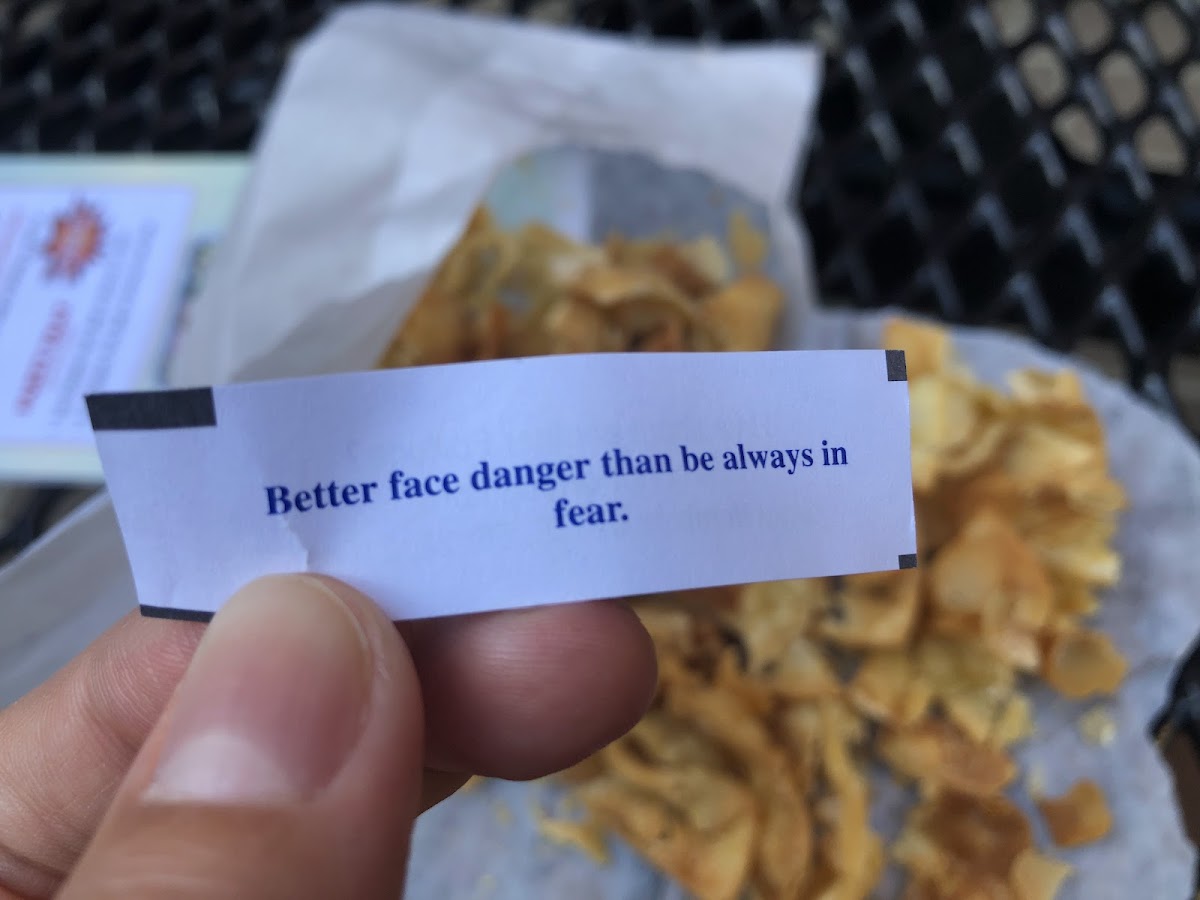 Better face danger than be always in
fear.